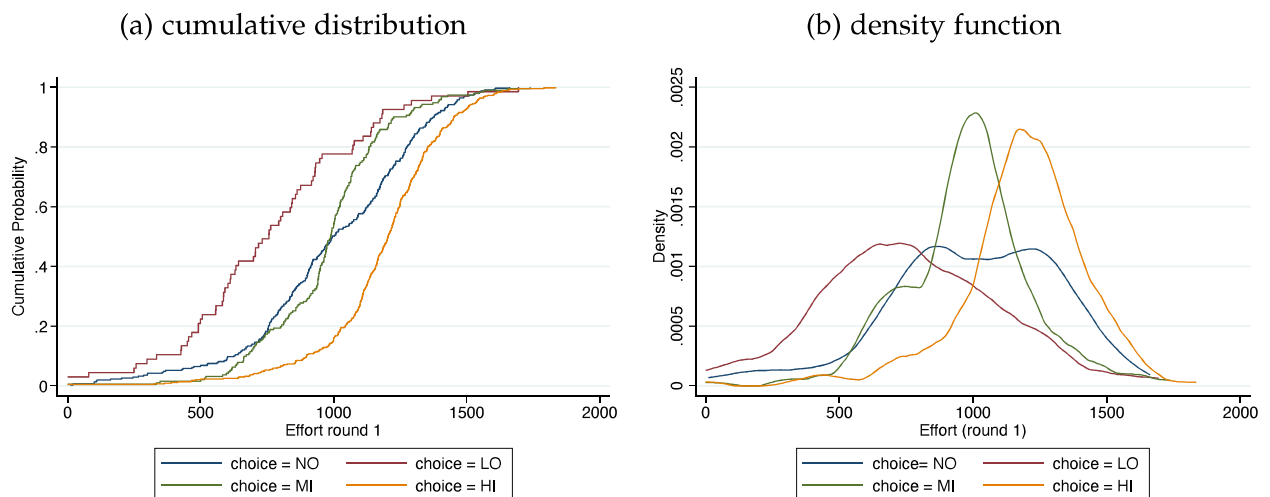 (a) cumulative distribution
Cumulative Probability
1
.8
.6
.4
.2
0
0 500 1000 1500 2000
Effort round 1
choice = NO choice = LO
choice = MI choice = HI
(b) density function
Density
.0025
.002
.0015
.001
.0005
0
0 500 1000 1500 2000
Effort (round 1)
choice= NO choice = LO
choice = MI choice = HI